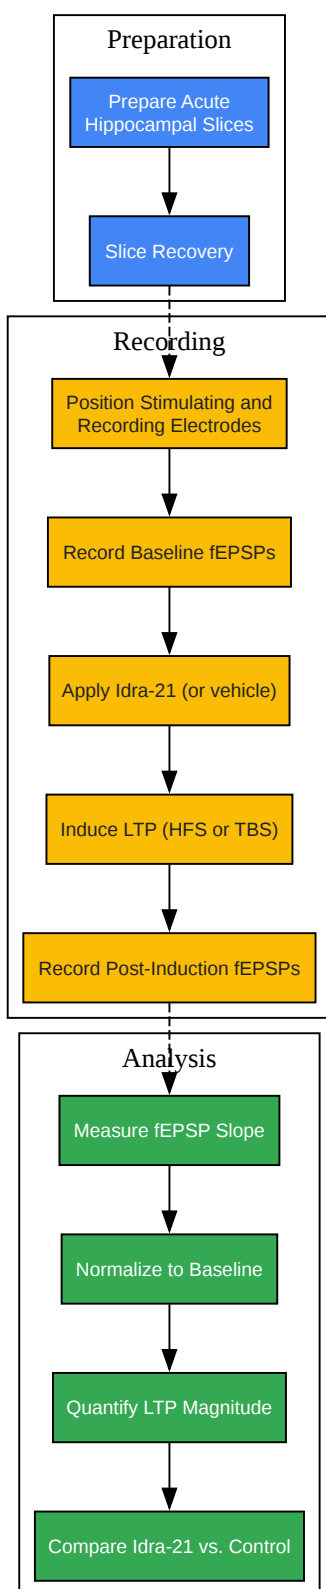 Preparation
Prepare Acute
Hippocampal Slices
Slice Recovery
Recording
Position Stimulating and
Recording Electrodes
Record Baseline fEPSPs
Apply Idra-21 (or vehicle)
Induce LTP (HFS or TBS)
Record Post-Induction fEPSPs
Analysis
Measure fEPSP Slope
Normalize to Baseline
Quantify LTP Magnitude
Compare Idra-21 vs. Control